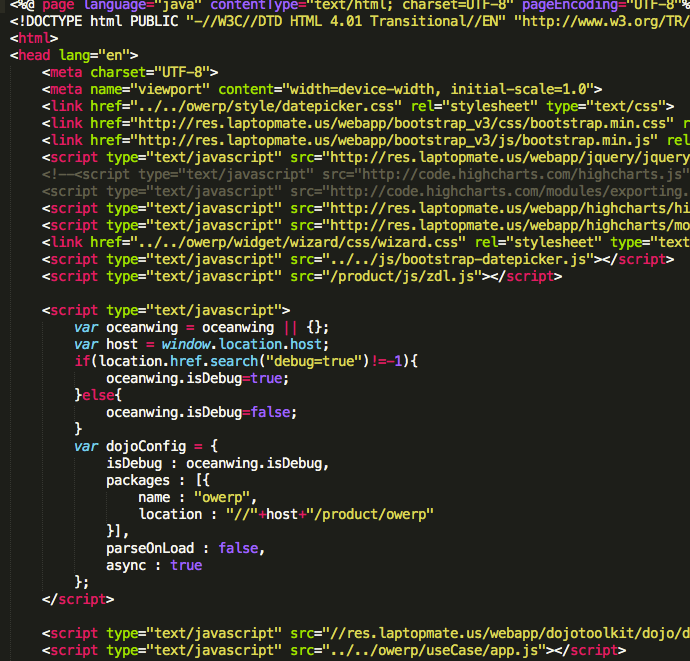 <%@ page language="java" contentType="text/html; charset=UTF-8" pageEncoding="UTF-8"%
<!DOCTYPE html PUBLIC "-//W3C//DTD HTML 4.01 Transitional//EN" "http://www.w3.org/TR/
<html>
<head lang="en">
    <meta charset="UTF-8">
    <meta name="viewport" content="width=device-width, initial-scale=1.0">
    <link href="../../owerp/style/datepicker.css" rel="stylesheet" type="text/css">
    <link href="http://res.laptopmate.us/webapp/bootstrap_v3/css/bootstrap.min.css" r
    <link href="http://res.laptopmate.us/webapp/bootstrap_v3/js/bootstrap.min.js" rel
    <script type="text/javascript" src="http://res.laptopmate.us/webapp/jquery/jquery
    <!--<script type="text/javascript" src="http://code.highcharts.com/highcharts.js"
    <script type="text/javascript" src="http://code.highcharts.com/modules/exporting.
    <script type="text/javascript" src="http://res.laptopmate.us/webapp/highcharts/hi
    <script type="text/javascript" src="http://res.laptopmate.us/webapp/highcharts/mo
    <link href="../../owerp/widget/wizard/css/wizard.css" rel="stylesheet" type="text
    <script type="text/javascript" src="../../js/bootstrap-datepicker.js"></script>
    <script type="text/javascript" src="/product/js/zdl.js"></script>

    <script type="text/javascript">
        var oceanwing = oceanwing || {};
        var host = window.location.host;
        if(location.href.search("debug=true")!=-1){
            oceanwing.isDebug=true;
        }else{
            oceanwing.isDebug=false;
        }
        var dojoConfig = {
            isDebug : oceanwing.isDebug,
            packages : [{
                name : "owerp",
                location : "//"+host+"/product/owerp"
            }],
            parseOnLoad : false,
            async : true
        };
    </script>

    <script type="text/javascript" src="//res.laptopmate.us/webapp/dojotoolkit/dojo/d
    <script type="text/javascript" src="../../owerp/useCase/app.js"></script>